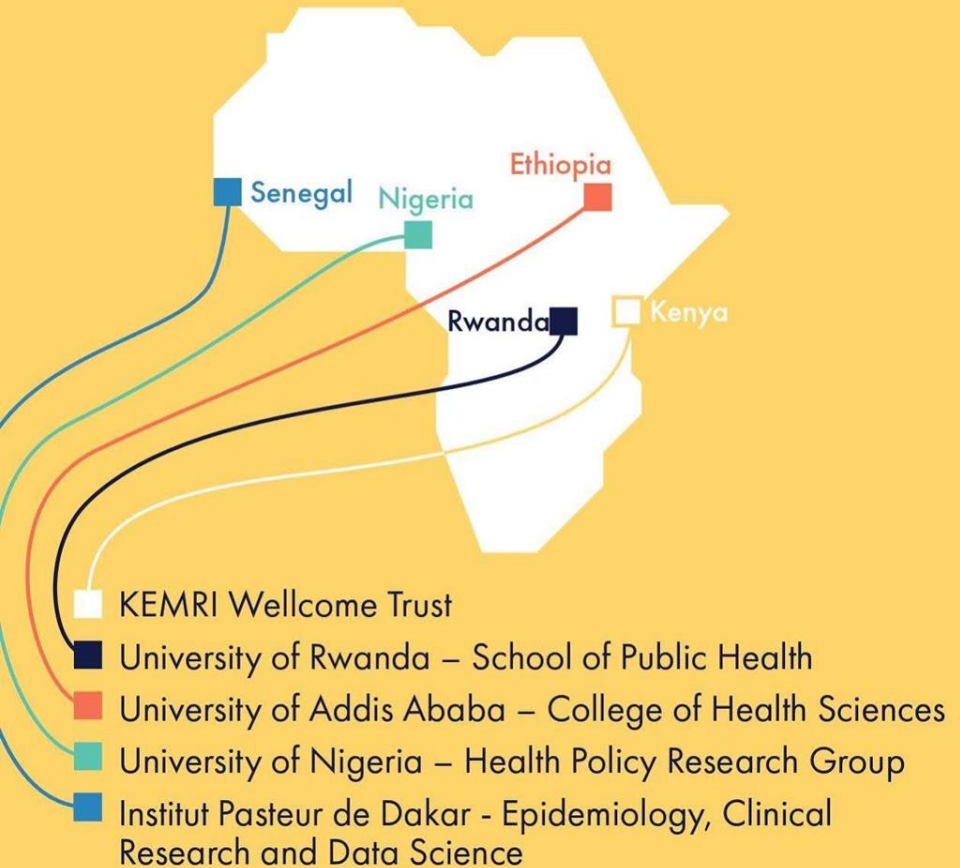 Ethiopia
Senegal
Nigeria
Rwanda
Kenya
KEMRI Wellcome Trust
University of Rwanda – School of Public Health
University of Addis Ababa – College of Health Sciences
University of Nigeria – Health Policy Research Group
Institut Pasteur de Dakar - Epidemiology, Clinical
Research and Data Science